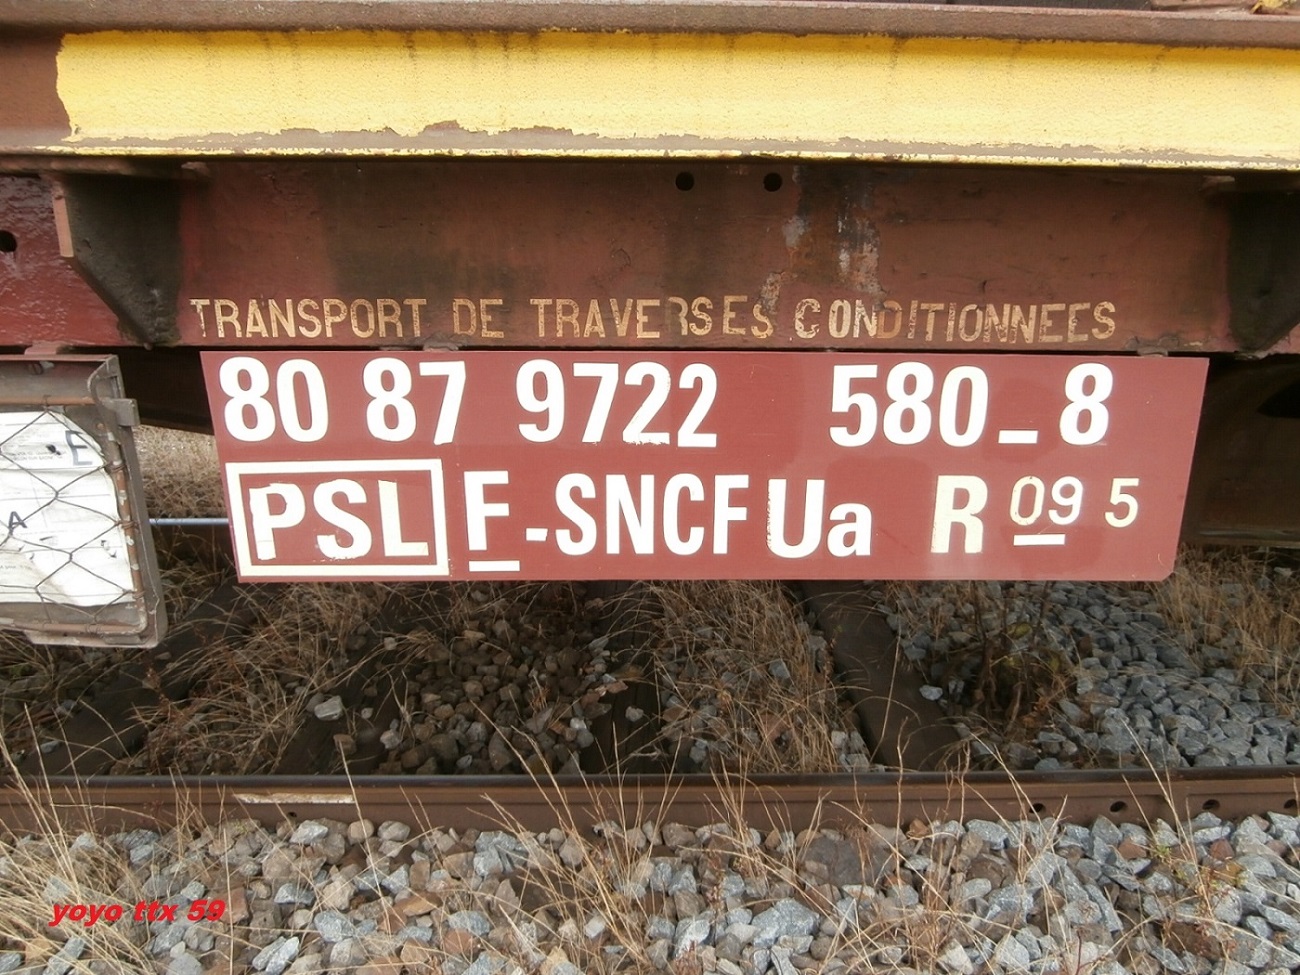 TRANSPORT DE TRAVERSES CONDITIONNEES
80 87 9722 580_8
PSL F-SNCF Ua R 09 5
E
A
yoyo ttx 59